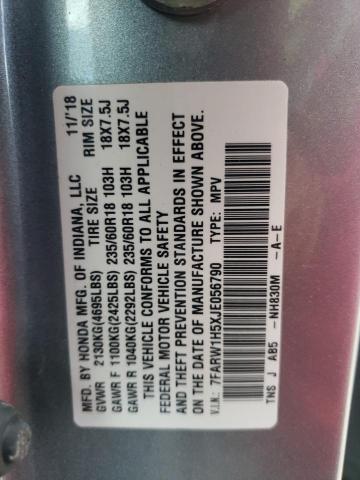 MFD. BY HONDA MFG. OF INDIANA, LLC 11/'18
TIRE SIZE RIM SIZE
GVWR 2130KG(4695LBS)
GAWR F 1100KG(2425LBS) 235/60R18 103H 18X7.5J
GAWR R 1040KG(2292LBS) 235/60R18 103H 18X7.5J
THIS VEHICLE CONFORMS TO ALL APPLICABLE
FEDERAL MOTOR VEHICLE SAFETY, BUMPER,
AND THEFT PREVENTION STANDARDS IN EFFECT
ON THE DATE OF MANUFACTURE SHOWN ABOVE.
V.I.N.: 7FARW1H5XJE056790 TYPE: MPV
TNS J AB5 -NH830M -A-E